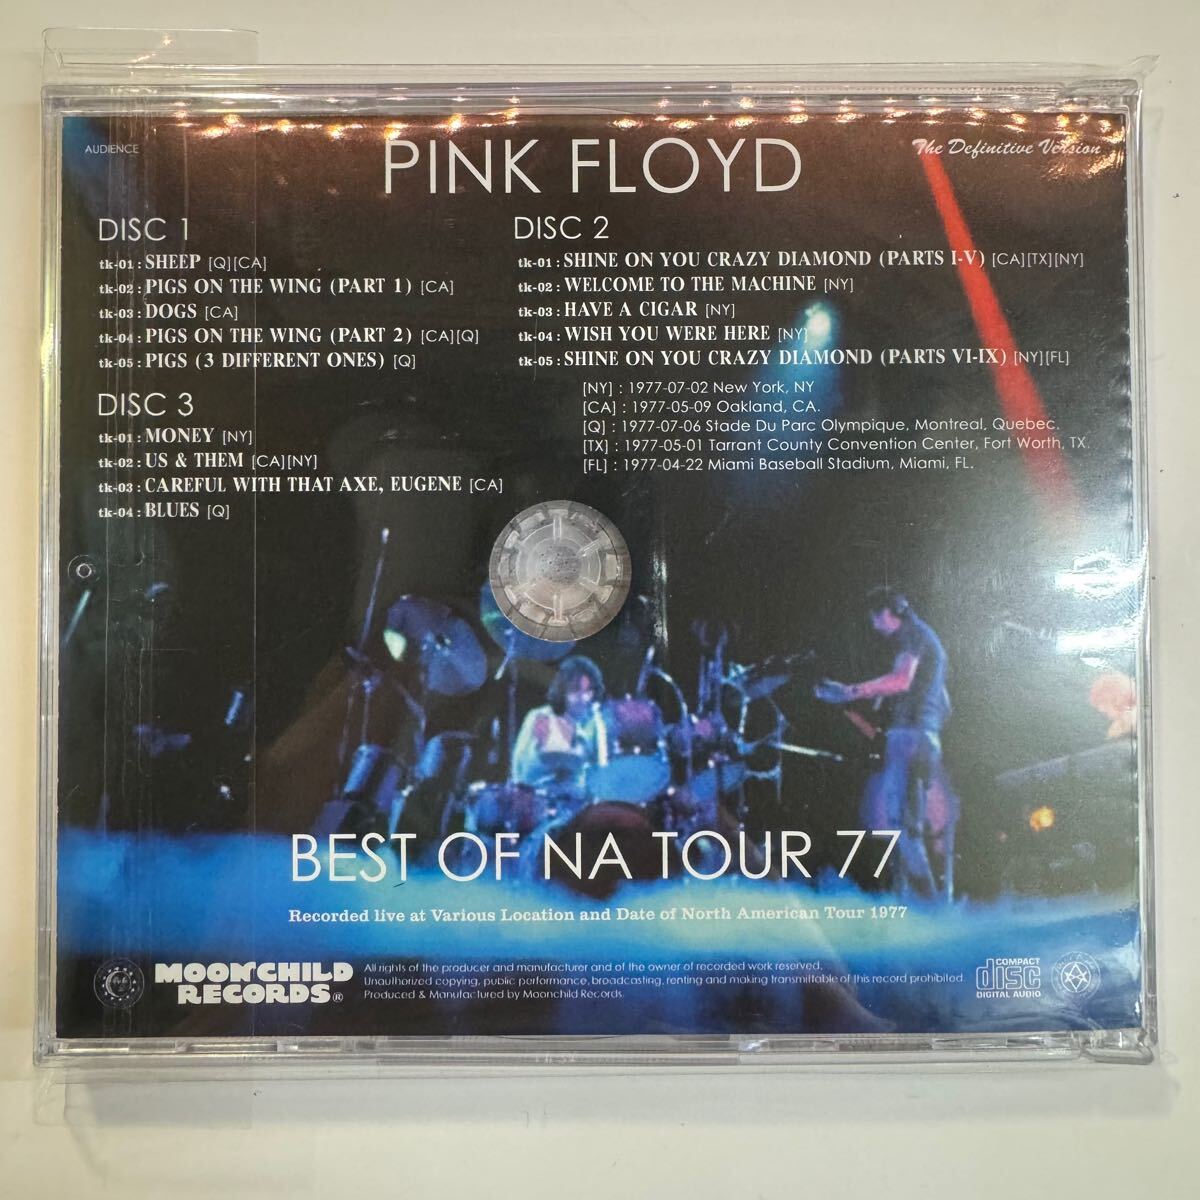 AUDIENCE
PINK FLOYD
The Definitive Version
DISC 1
tk-01 : SHEEP [Q][CA]
tk-02 : PIGS ON THE WING (PART 1) [CA]
tk-03 : DOGS [CA]
tk-04 : PIGS ON THE WING (PART 2) [CA][Q]
tk-05 : PIGS (3 DIFFERENT ONES) [Q]
DISC 3
tk-01 : MONEY [NY]
tk-02 : US & THEM [CA][NY]
tk-03 : CAREFUL WITH THAT AXE, EUGENE [CA]
tk-04 : BLUES [Q]
DISC 2
tk-01 : SHINE ON YOU CRAZY DIAMOND (PARTS I-V) [CA][TX][NY]
tk-02 : WELCOME TO THE MACHINE [NY]
tk-03 : HAVE A CIGAR [NY]
tk-04 : WISH YOU WERE HERE [NY]
tk-05 : SHINE ON YOU CRAZY DIAMOND (PARTS VI-IX) [NY][FL]
[NY] : 1977-07-02 New York, NY
[CA] : 1977-05-09 Oakland, CA.
[Q] : 1977-07-06 Stade Du Parc Olympique, Montreal, Quebec.
[TX] : 1977-05-01 Tarrant County Convention Center, Fort Worth, TX.
[FL] : 1977-04-22 Miami Baseball Stadium, Miami, FL.
BEST OF NA TOUR 77
Recorded live at Various Location and Date of North American Tour 1977
MOONCHILD
RECORDS®
All rights of the producer and manufacturer and of the owner of recorded work reserved.
Unauthorized copying, public performance, broadcasting, renting and making transmittable of this record prohibited.
Produced & Manufactured by Moonchild Records.
COMPACT
disc
DIGITAL AUDIO